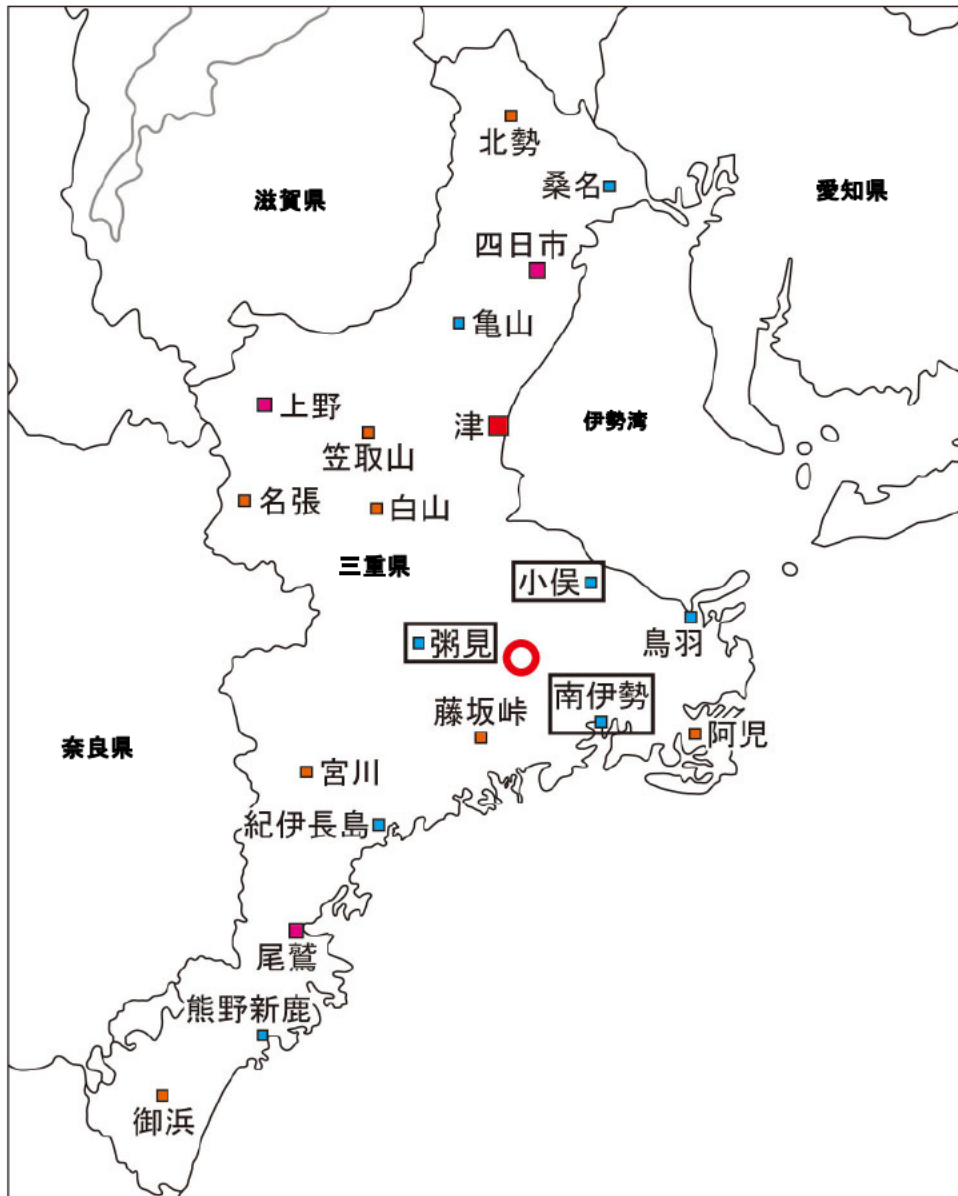 北勢
桑名
滋賀県
愛知県
四日市
亀山
上野
津
伊勢湾
笠取山
名張
白山
三重県
小俣
鳥羽
粥見
南伊勢
藤坂峠
阿児
奈良県
宮川
紀伊長島
尾鷲
熊野新鹿
御浜